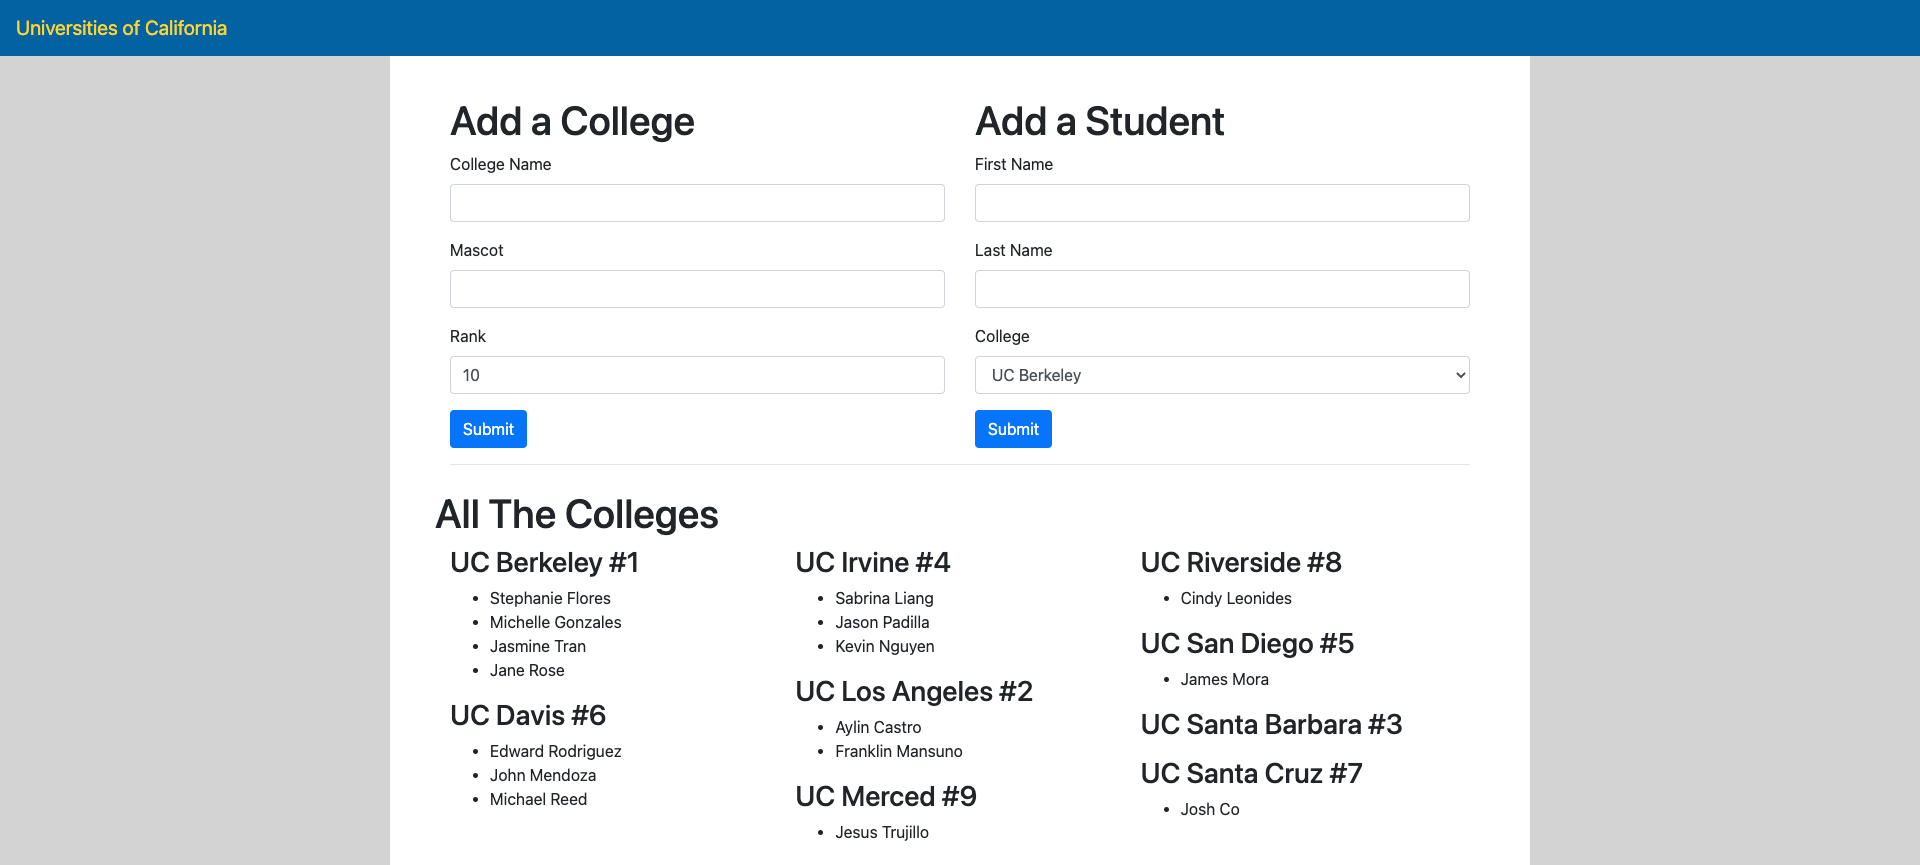 Universities of California
Add a College
College Name
Mascot
Rank
10
Submit
Add a Student
First Name
Last Name
College
UC Berkeley
Submit
All The Colleges
UC Berkeley #1
• Stephanie Flores
• Michelle Gonzales
• Jasmine Tran
• Jane Rose
UC Davis #6
• Edward Rodriguez
• John Mendoza
• Michael Reed
UC Irvine #4
• Sabrina Liang
• Jason Padilla
• Kevin Nguyen
UC Los Angeles #2
• Aylin Castro
• Franklin Mansuno
UC Merced #9
• Jesus Trujillo
UC Riverside #8
• Cindy Leonides
UC San Diego #5
• James Mora
UC Santa Barbara #3
UC Santa Cruz #7
• Josh Co